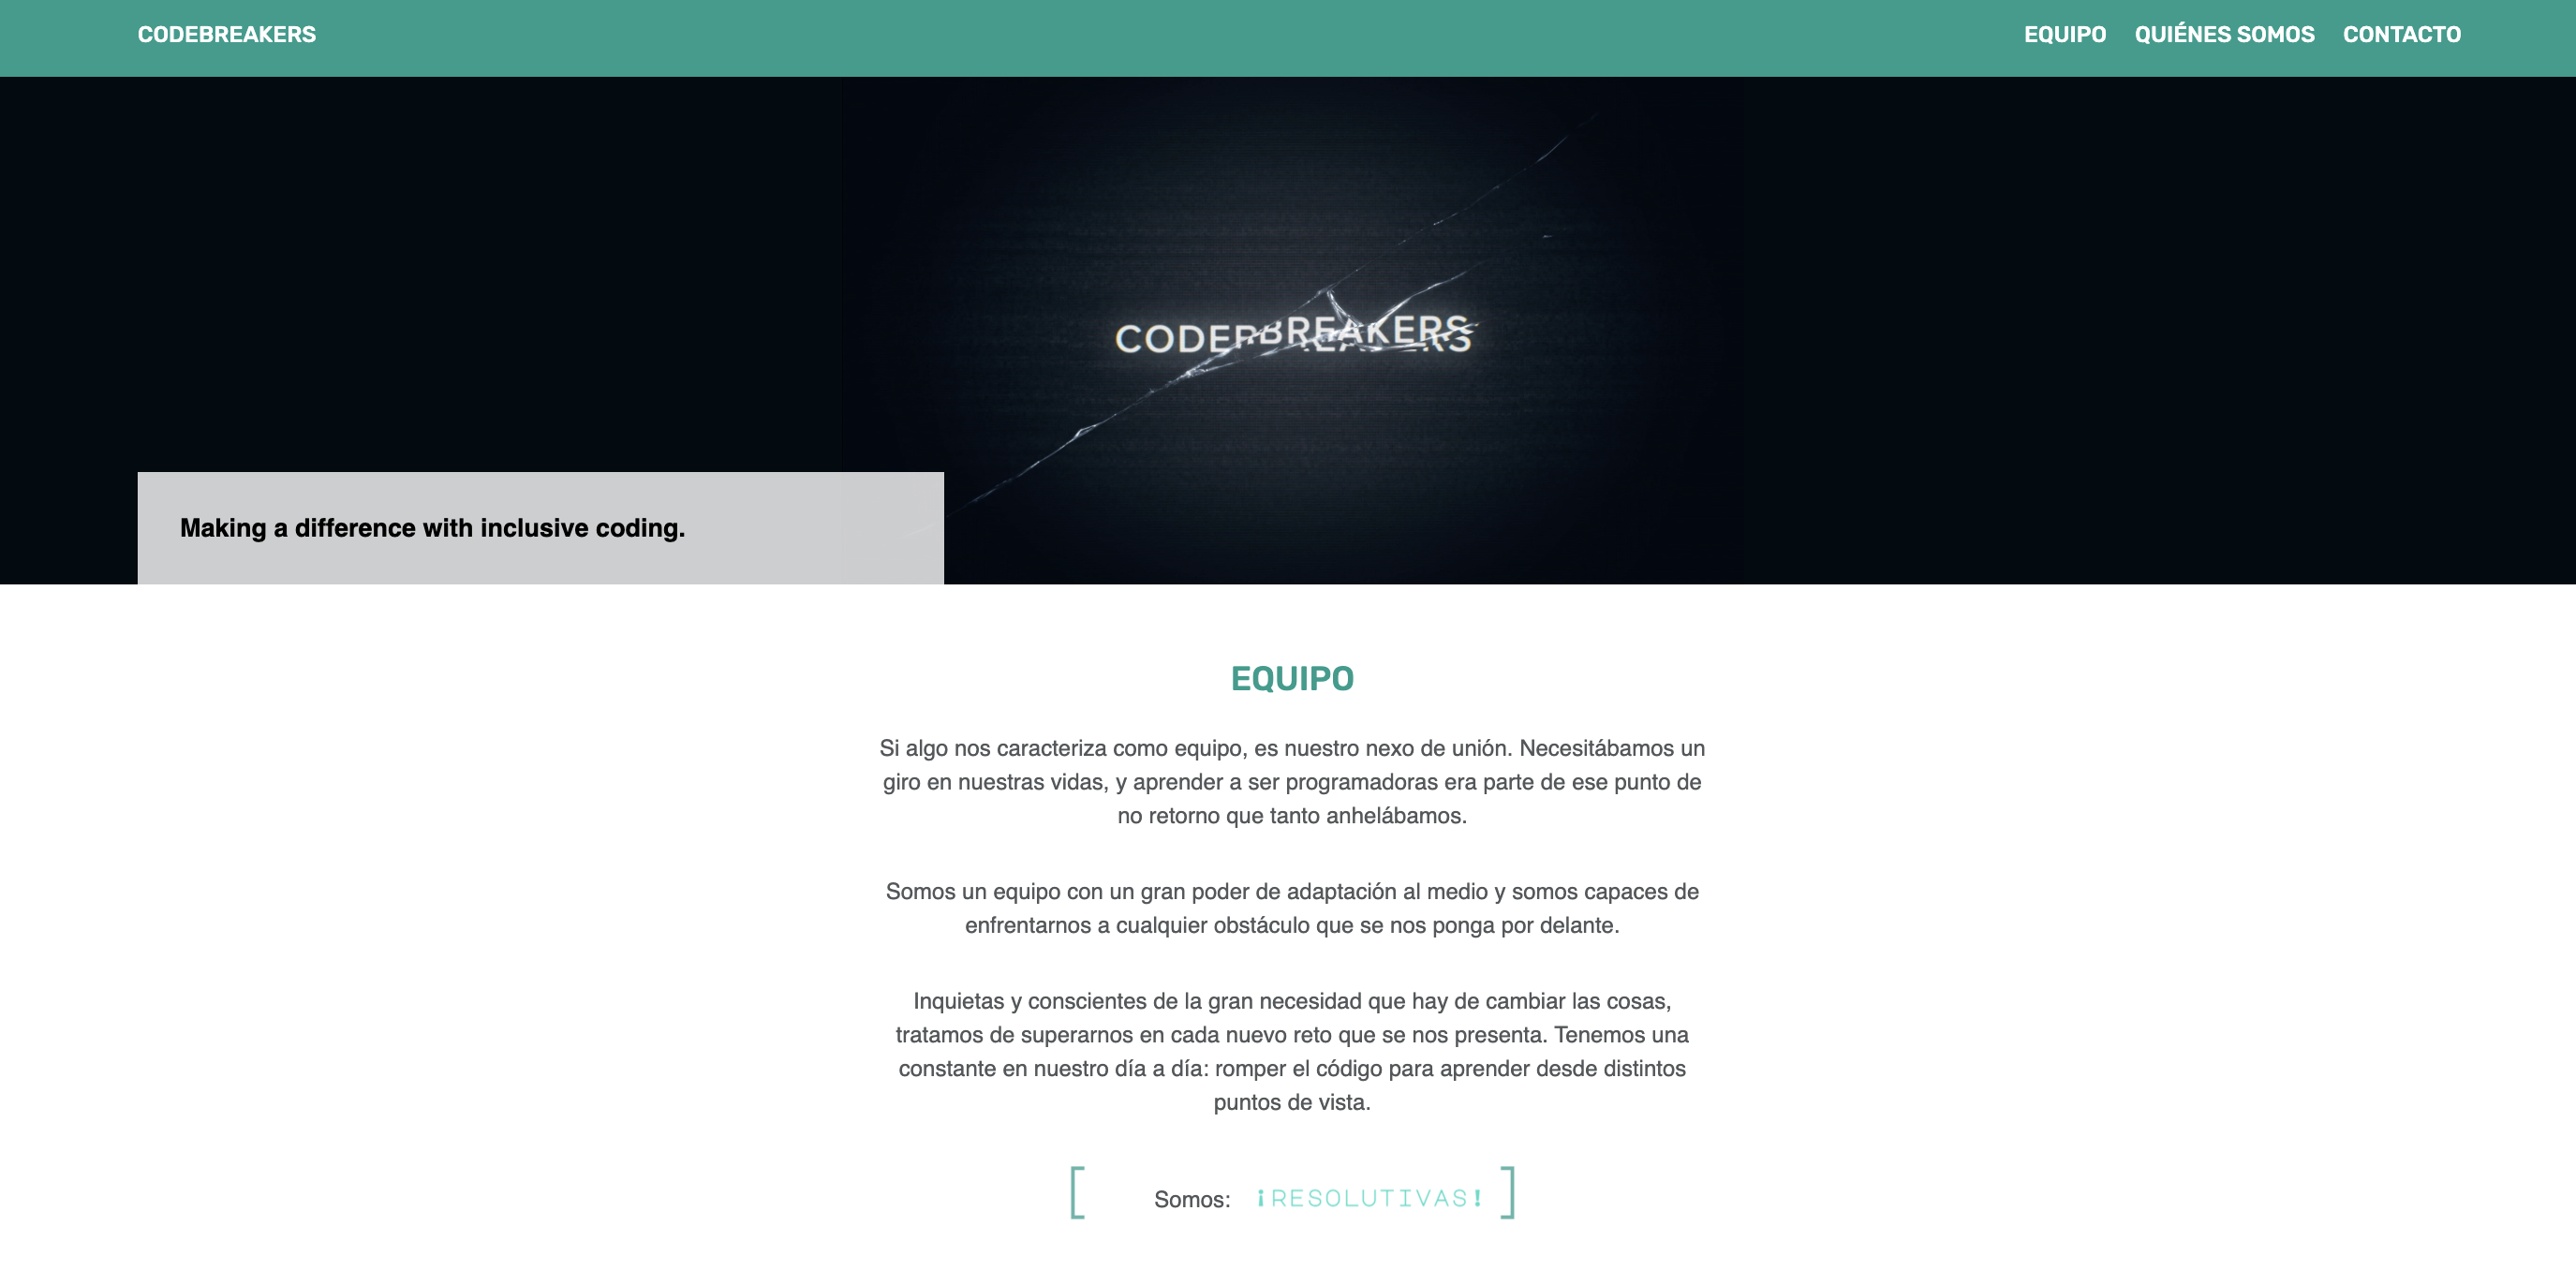 CODEBREAKERS
EQUIPO QUIÉNES SOMOS CONTACTO
CODERBREAKERS
Making a difference with inclusive coding.
EQUIPO
Si algo nos caracteriza como equipo, es nuestro nexo de unión. Necesitábamos un
giro en nuestras vidas, y aprender a ser programadoras era parte de ese punto de
no retorno que tanto anhelábamos.
Somos un equipo con un gran poder de adaptación al medio y somos capaces de
enfrentarnos a cualquier obstáculo que se nos ponga por delante.
Inquietas y conscientes de la gran necesidad que hay de cambiar las cosas,
tratamos de superarnos en cada nuevo reto que se nos presenta. Tenemos una
constante en nuestro día a día: romper el código para aprender desde distintos
puntos de vista.
[ Somos: ¡RESOLUTIVAS! ]